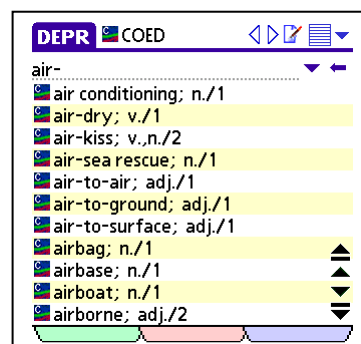 DEPR COED
air-
air conditioning; n./1
air-dry; v./1
air-kiss; v.,n./2
air-sea rescue; n./1
air-to-air; adj./1
air-to-ground; adj./1
air-to-surface; adj./1
airbag; n./1
airbase; n./1
airboat; n./1
airborne; adj./2